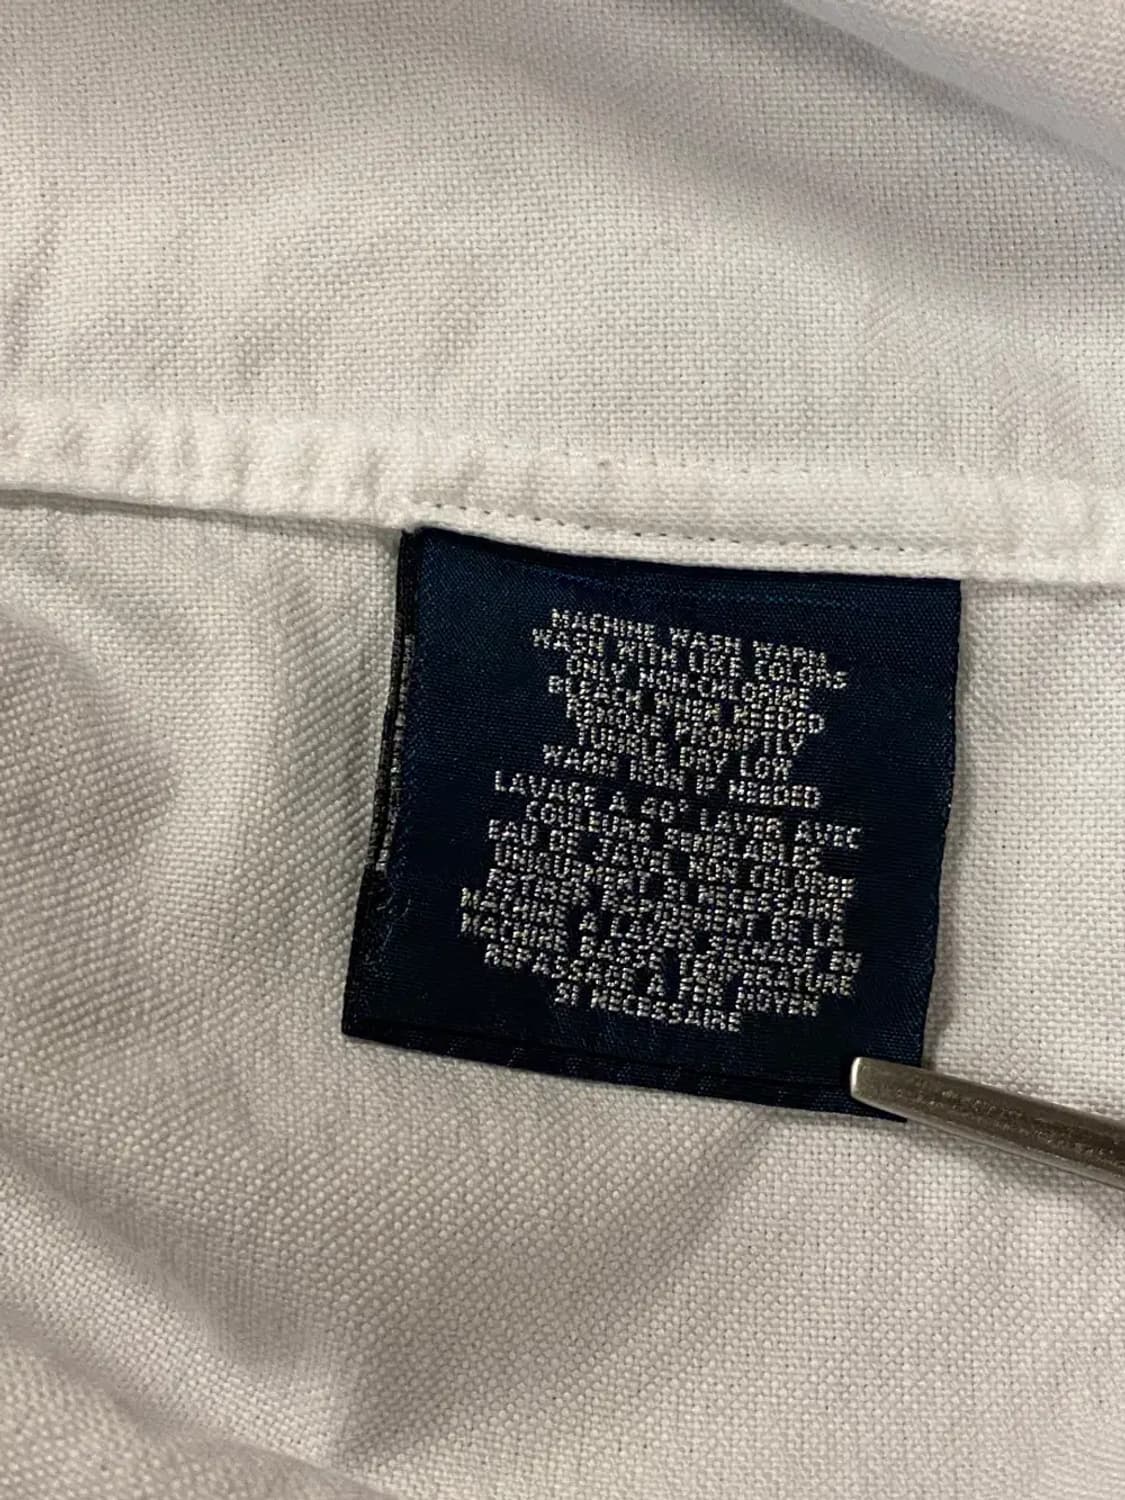 MACHINE WASH WARM
WASH WITH LIKE COLORS
ONLY NON-CHLORINE
BLEACH WHEN NEEDED
REMOVE PROMPTLY
TUMBLE DRY LOW
WARM IRON IF NEEDED
LAVAGE A 40° LAVER AVEC
COULEURS SEMBLABLES
EAU DE JAVEL NON CHLOREE
UNIQUEMENT SI NECESSAIRE
RETIRER RAPIDEMENT DE LA
MACHINE A LAVER SECHAGE EN
MACHINE BASSE TEMPERATURE
REPASSAGE A FER MOYEN
SI NECESSAIRE